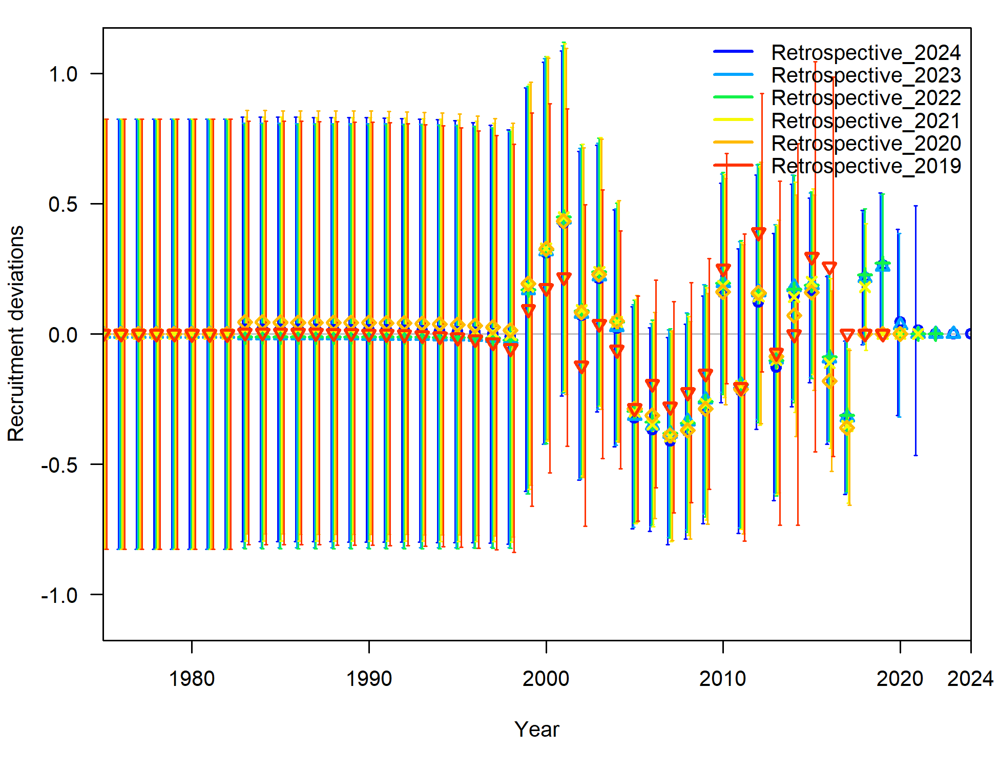 Retrospective_2024
Retrospective_2023
Retrospective_2022
Retrospective_2021
Retrospective_2020
Retrospective_2019
1.0
0.5
0.0
-0.5
-1.0
Recruitment deviations
1980 1990 2000 2010 2020 2024
Year